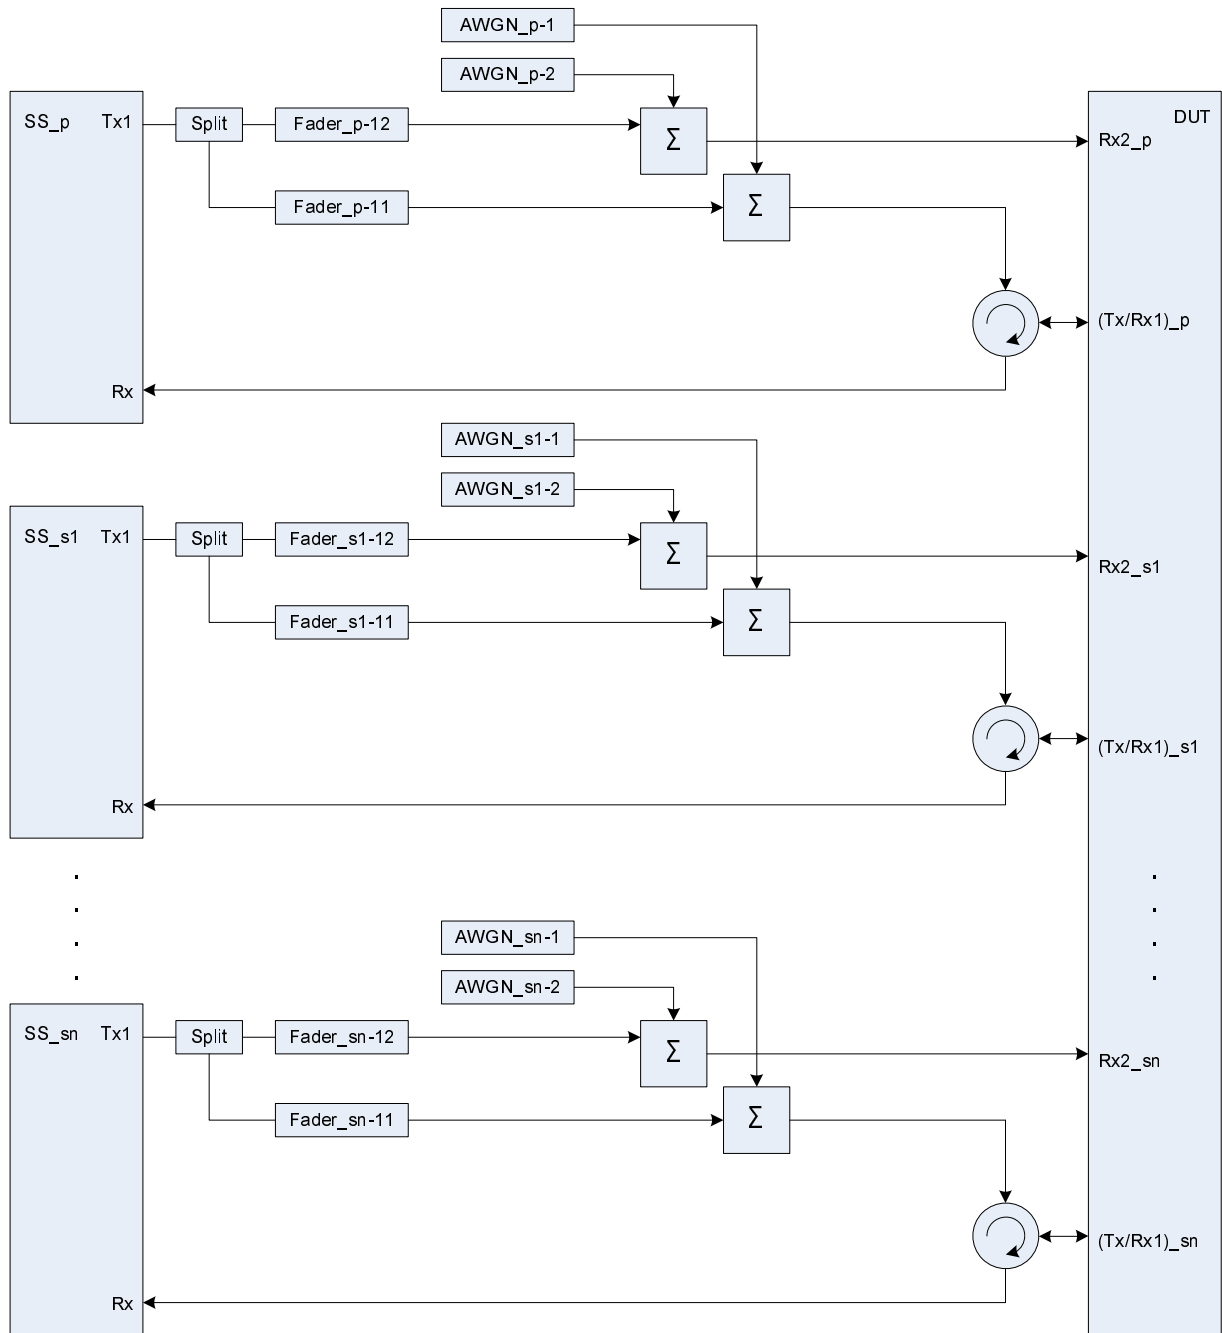 AWGN_p-1
AWGN_p-2
SS_p Tx1 Split Fader_p-12 Σ DUT
Rx2_p
Fader_p-11 Σ
(Tx/Rx1)_p
Rx
AWGN_s1-1
AWGN_s1-2
SS_s1 Tx1 Split Fader_s1-12 Σ
Rx2_s1
Fader_s1-11 Σ
(Tx/Rx1)_s1
Rx
AWGN_sn-1
AWGN_sn-2
SS_sn Tx1 Split Fader_sn-12 Σ
Rx2_sn
Fader_sn-11 Σ
(Tx/Rx1)_sn
Rx